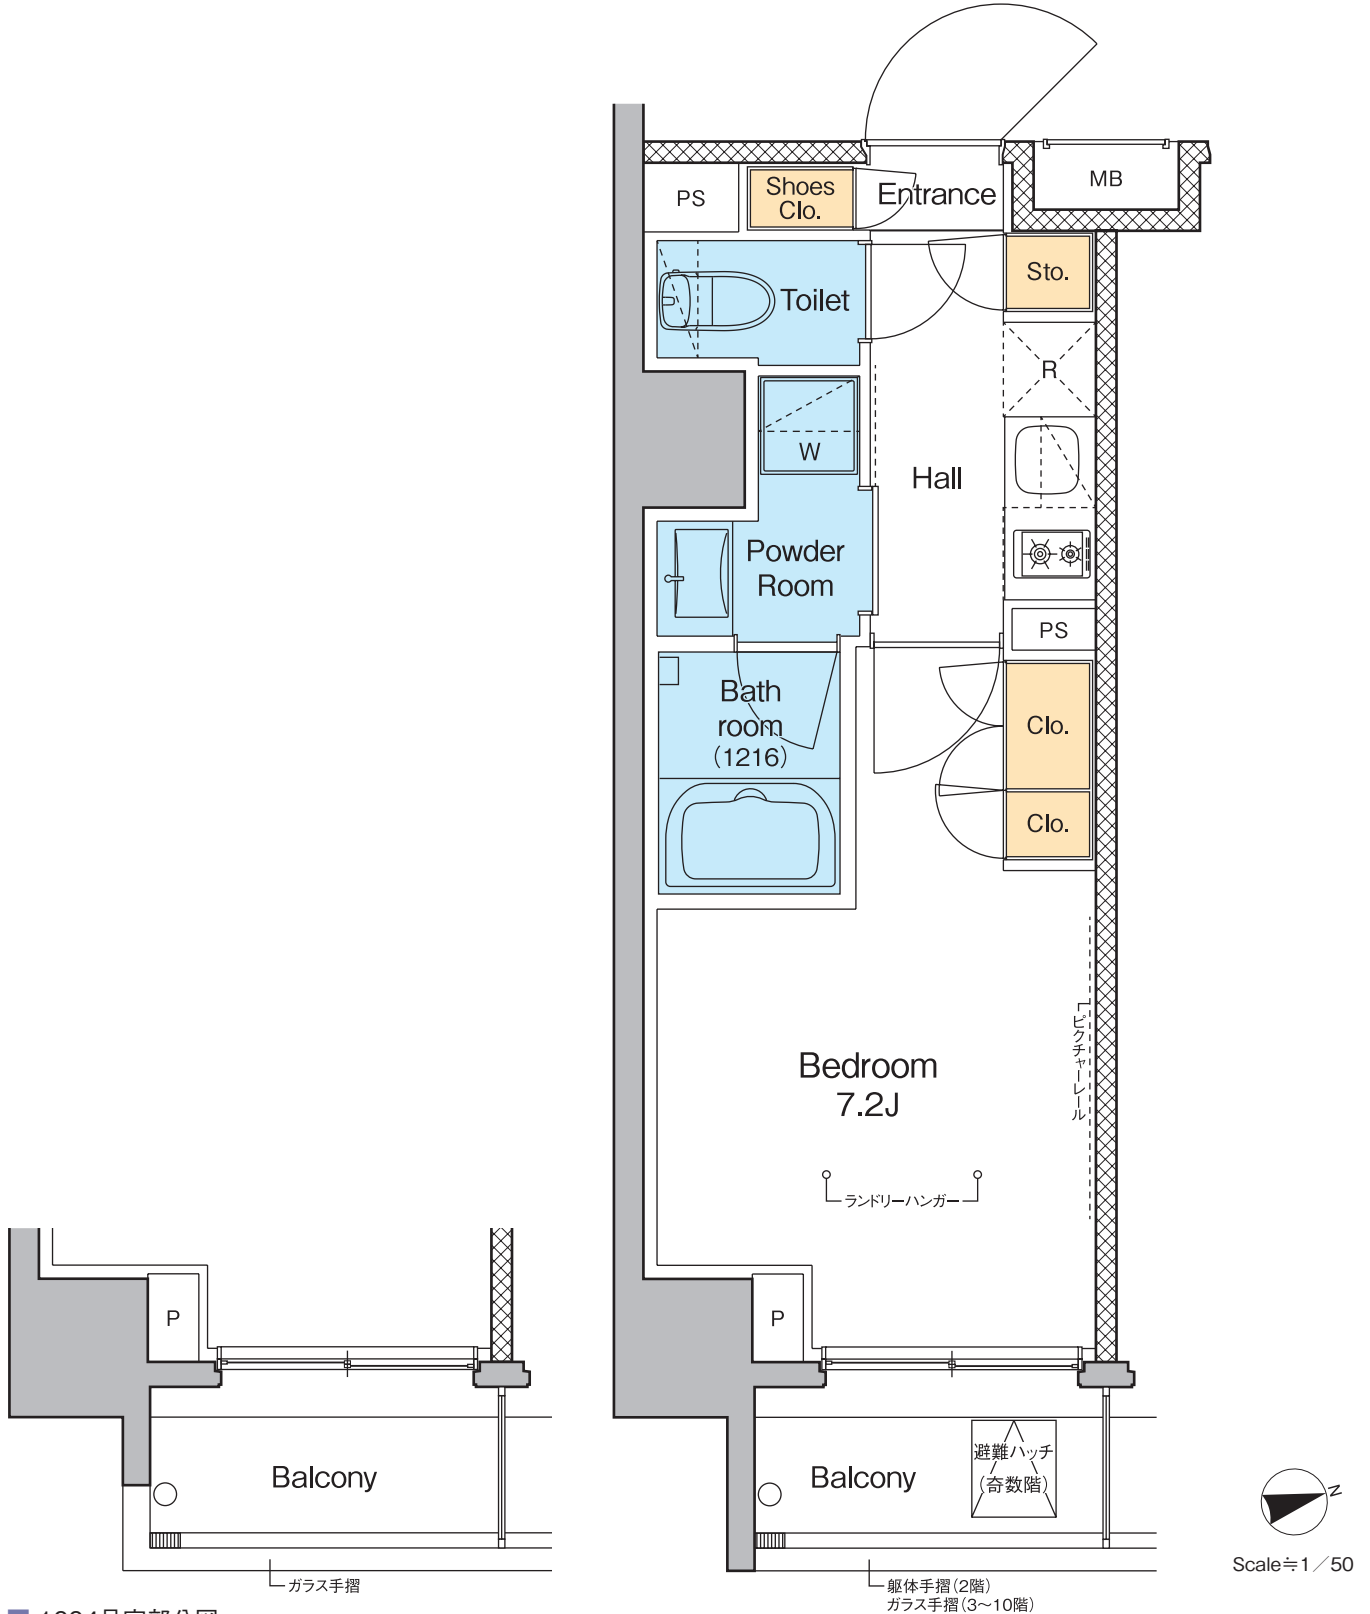 MB
PS
Shoes
Clo.
Entrance
Sto.
Toilet
R
W
Hall
Powder
Room
PS
Bath
room
(1216)
Clo.
Clo.
ピクチャーレール
Bedroom
7.2J
ランドリーハンガー
P
P
Balcony
Balcony
避難ハッチ
(奇数階)
N
Scale≒1／50
ガラス手摺
躯体手摺(2階)
ガラス手摺(3〜10階)